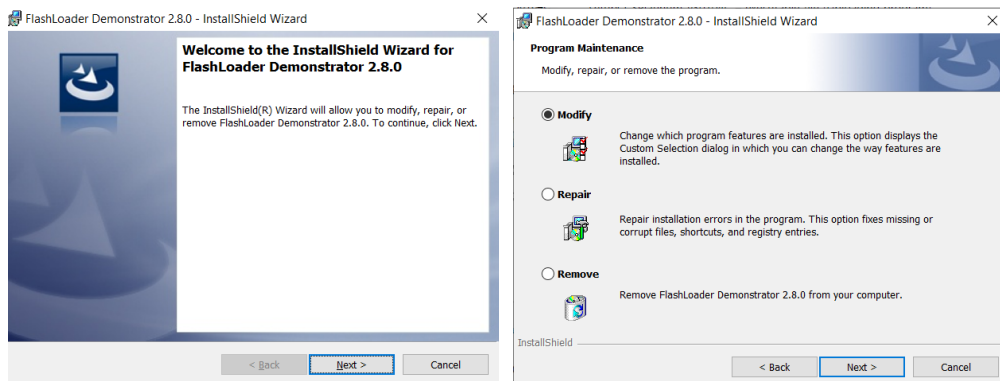 FlashLoader Demonstrator 2.8.0 - InstallShield Wizard
Welcome to the InstallShield Wizard for
FlashLoader Demonstrator 2.8.0
The InstallShield(R) Wizard will allow you to modify, repair, or
remove FlashLoader Demonstrator 2.8.0. To continue, click Next.
< Back
Next >
Cancel
FlashLoader Demonstrator 2.8.0 - InstallShield Wizard
Program Maintenance
Modify, repair, or remove the program.
Modify
Change which program features are installed. This option displays the
Custom Selection dialog in which you can change the way features are
installed.
Repair
Repair installation errors in the program. This option fixes missing or
corrupt files, shortcuts, and registry entries.
Remove
Remove FlashLoader Demonstrator 2.8.0 from your computer.
InstallShield
< Back
Next >
Cancel